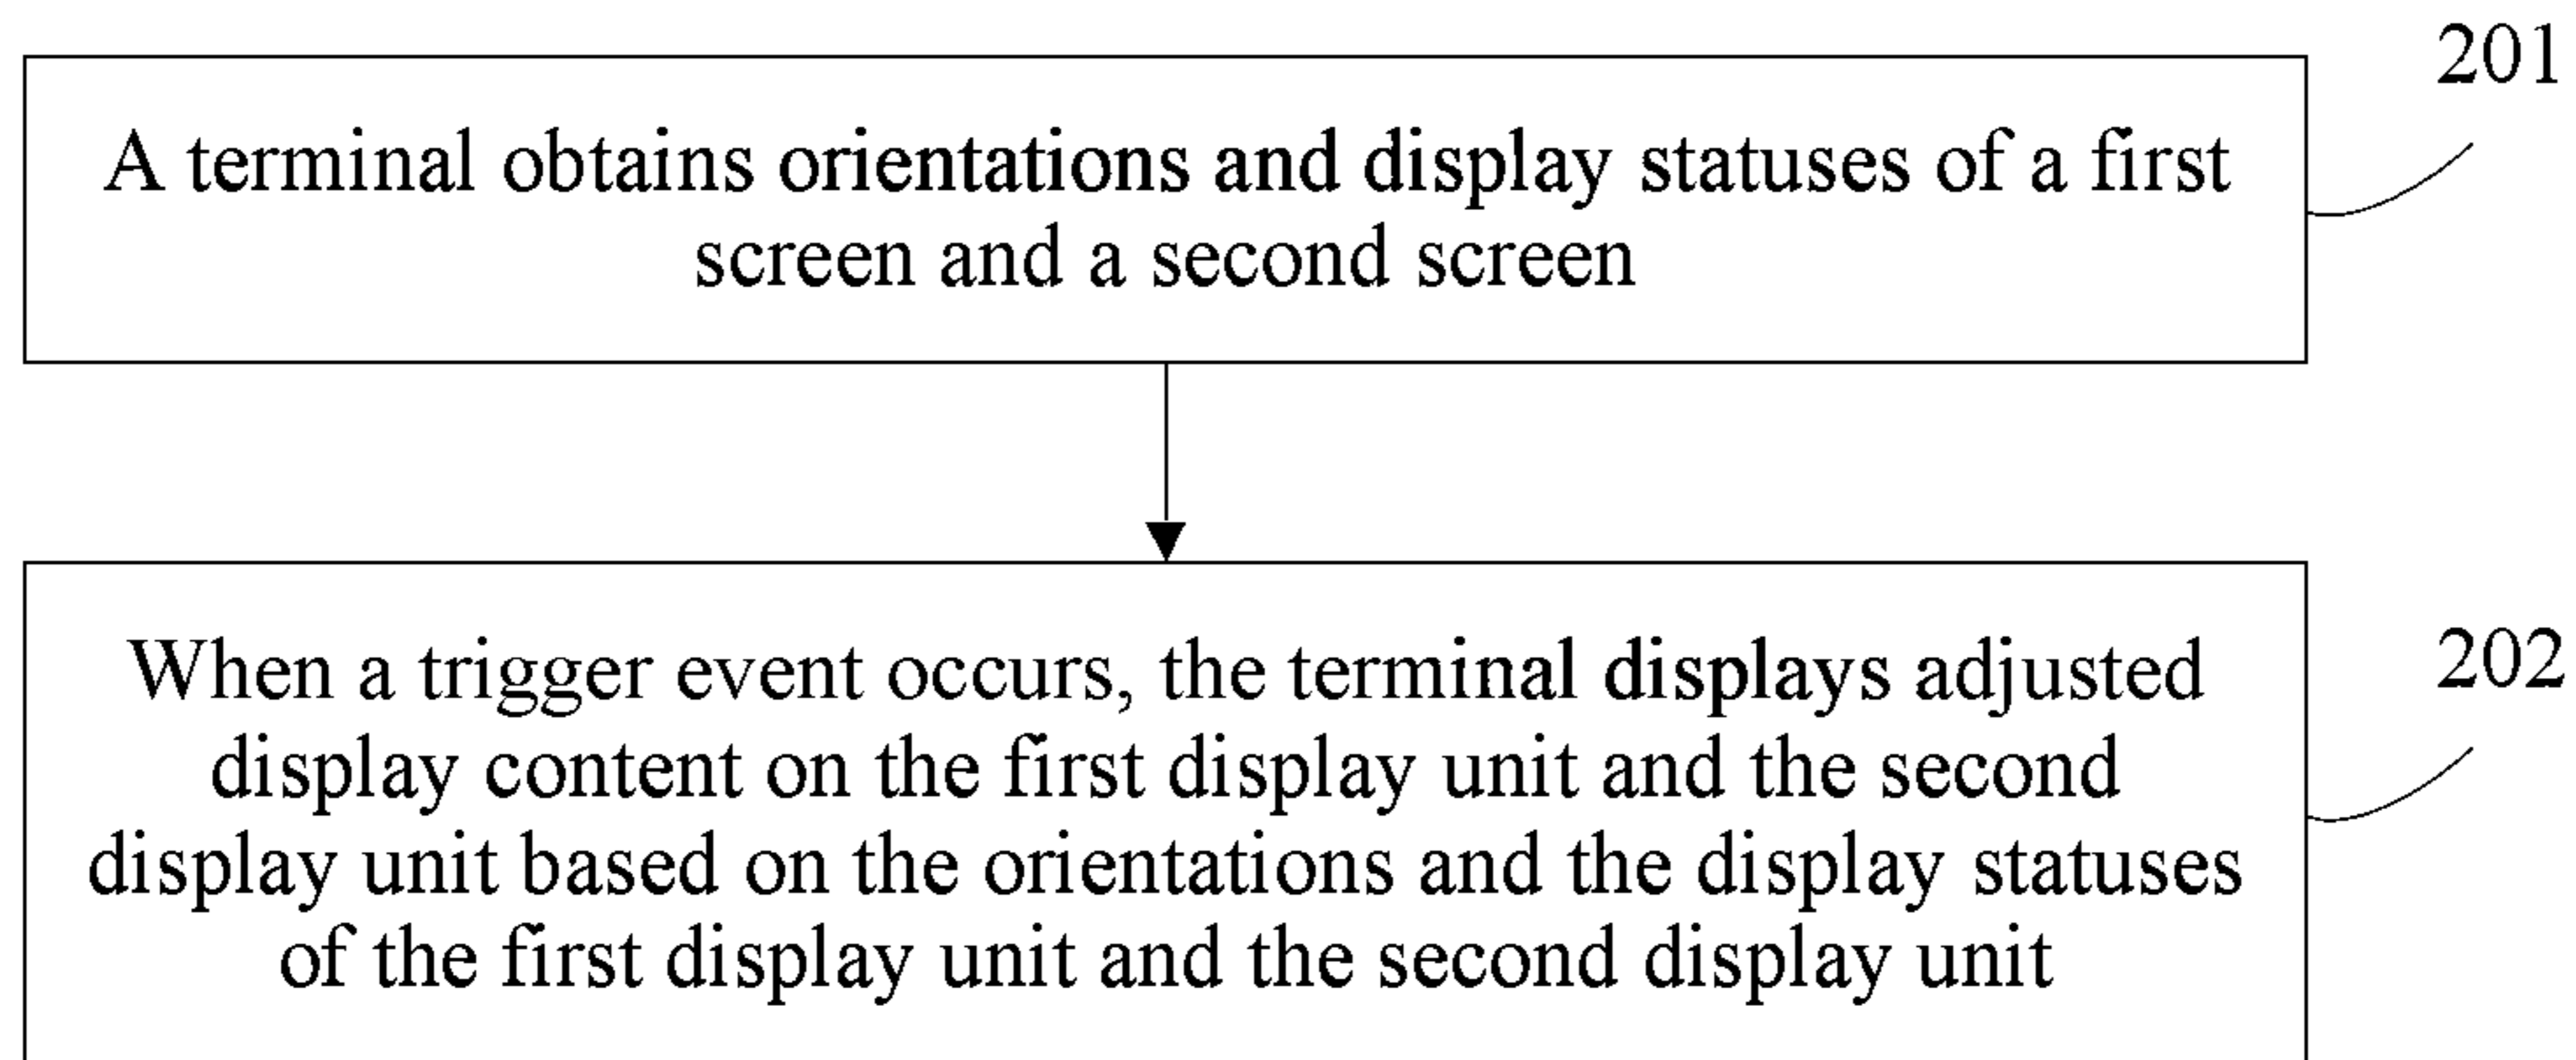 201
A terminal obtains orientations and display statuses of a first
screen and a second screen
202
When a trigger event occurs, the terminal displays adjusted
display content on the first display unit and the second
display unit based on the orientations and the display statuses
of the first display unit and the second display unit